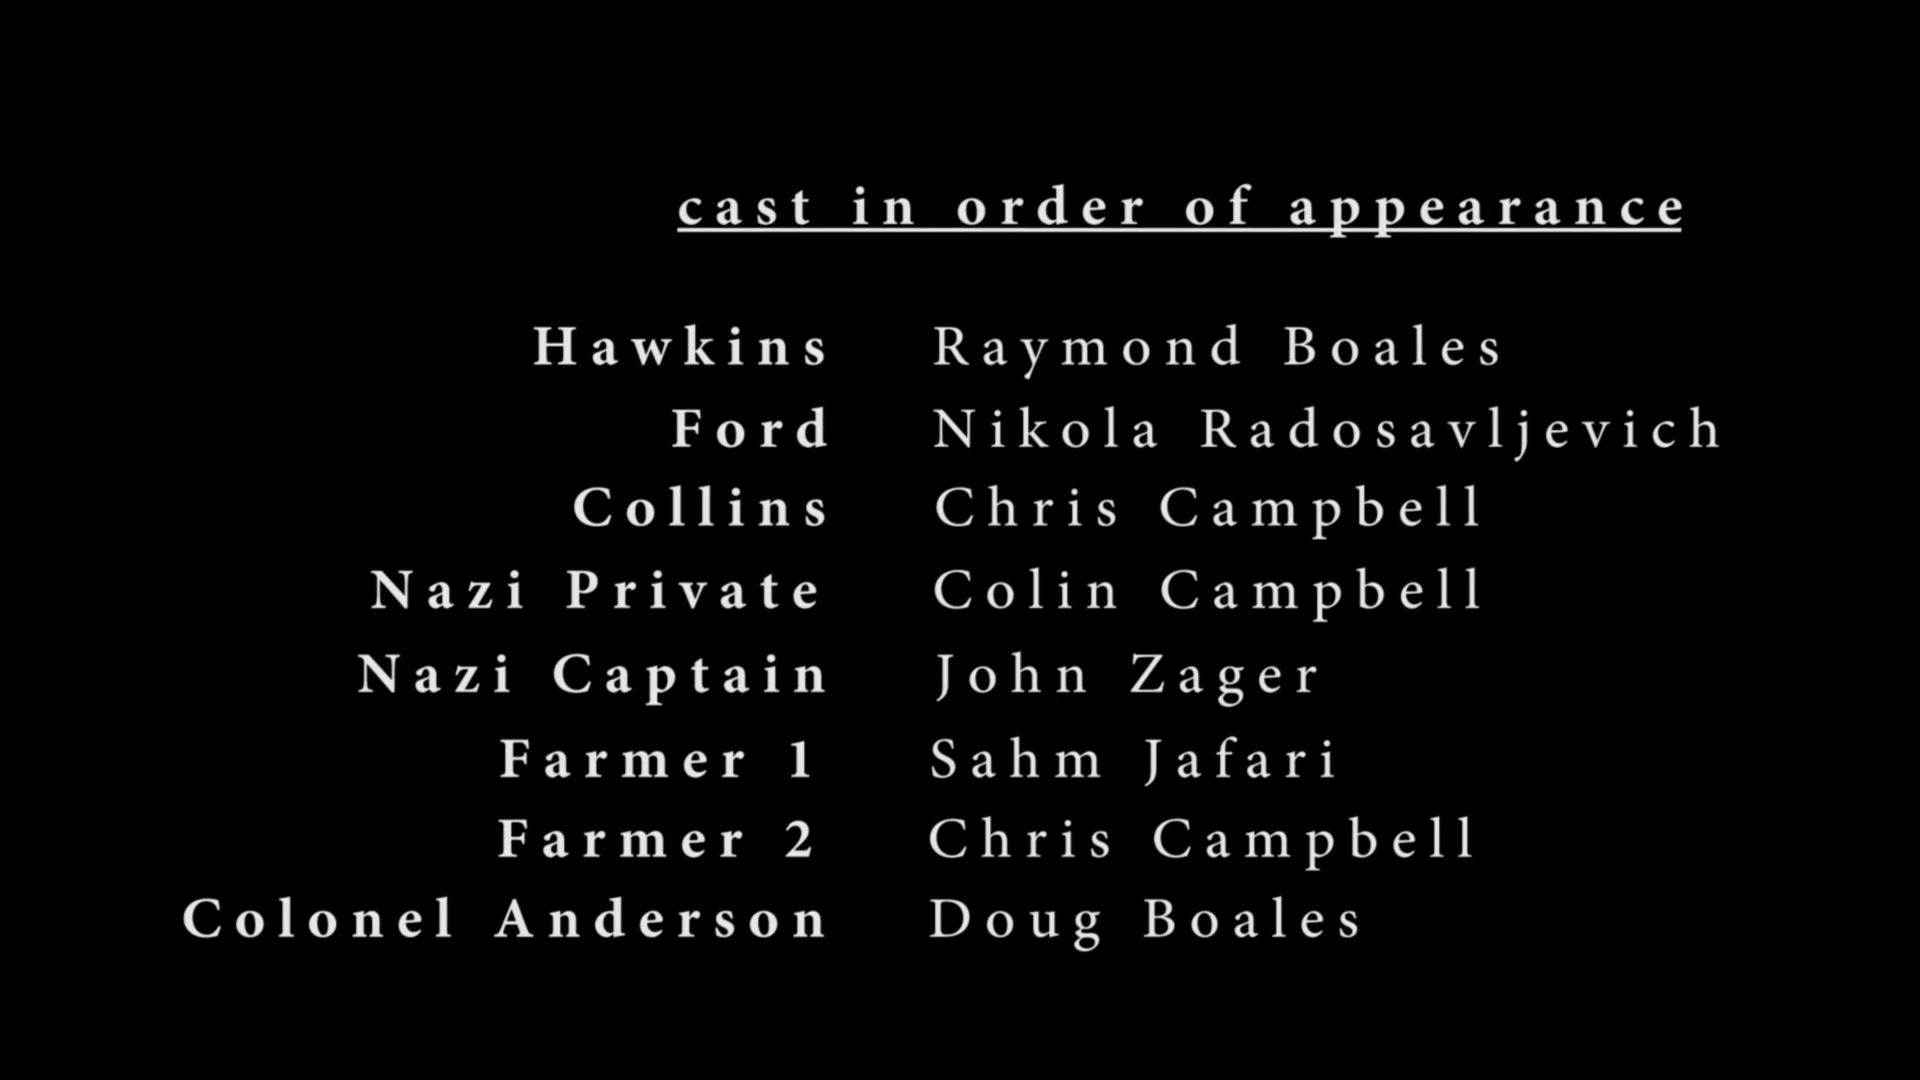 cast in order of appearance
Hawkins Raymond Boales
Ford Nikola Radosavljevich
Collins Chris Campbell
Nazi Private Colin Campbell
Nazi Captain John Zager
Farmer 1 Sahm Jafari
Farmer 2 Chris Campbell
Colonel Anderson Doug Boales